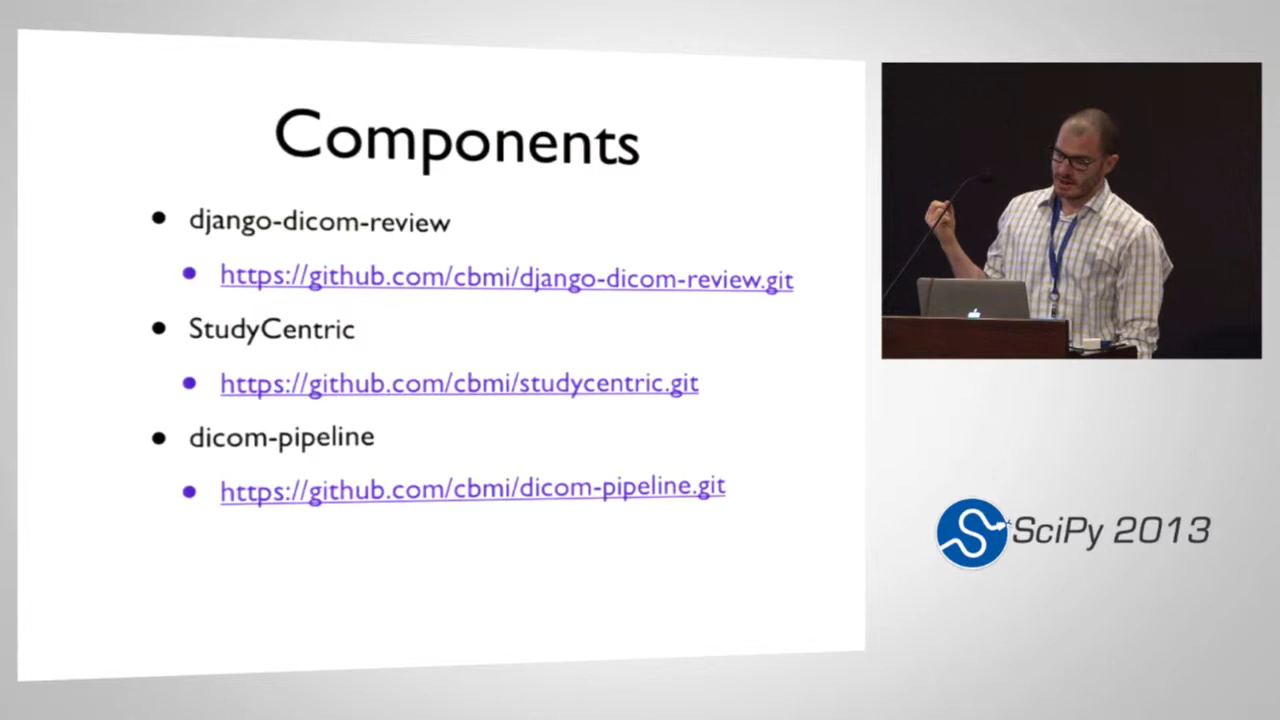 Components
django-dicom-review
https://github.com/cbmi/django-dicom-review.git
StudyCentric
https://github.com/cbmi/studycentric.git
dicom-pipeline
https://github.com/cbmi/dicom-pipeline.git
SciPy 2013